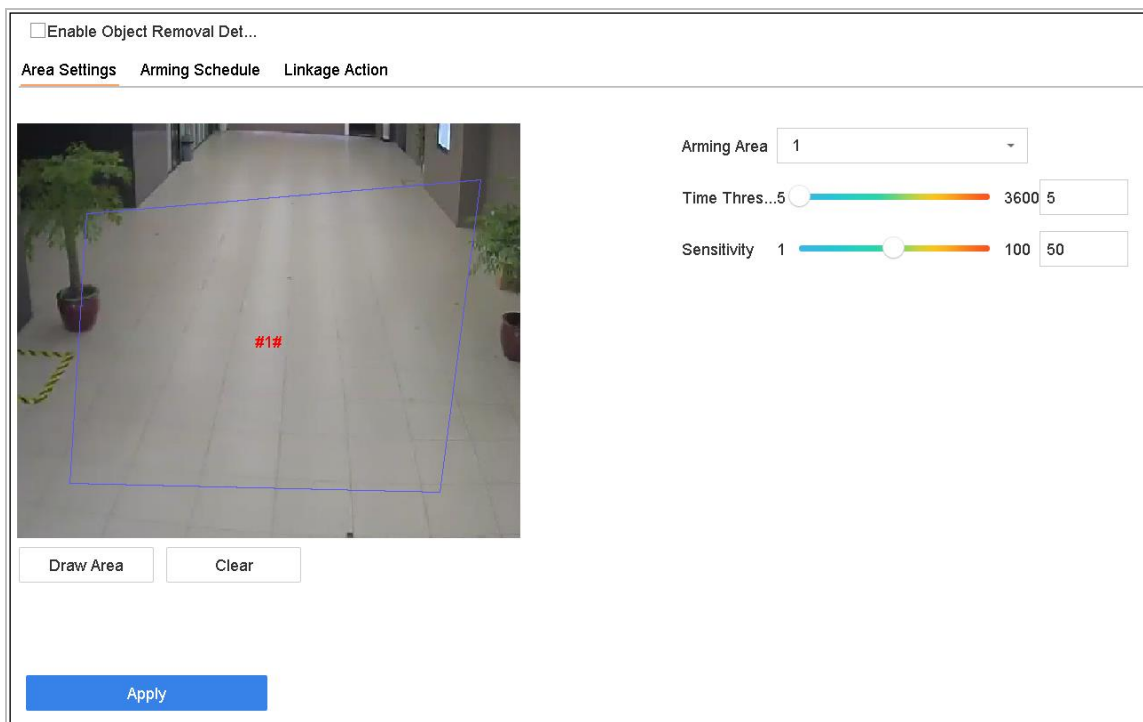 Enable Object Removal Det...
Area Settings Arming Schedule Linkage Action
Arming Area 1
Time Thres...5 3600 5
Sensitivity 1 100 50
#1#
Draw Area Clear
Apply